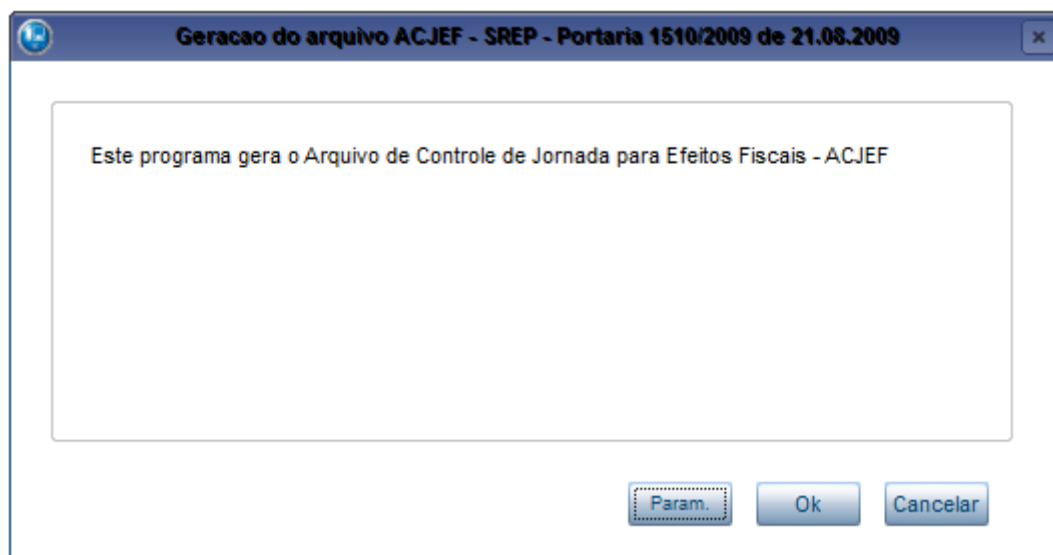 Geracao do arquivo ACJEF - SREP - Portaria 1510/2009 de 21.08.2009
Este programa gera o Arquivo de Controle de Jornada para Efeitos Fiscais - ACJEF
Param. Ok Cancelar